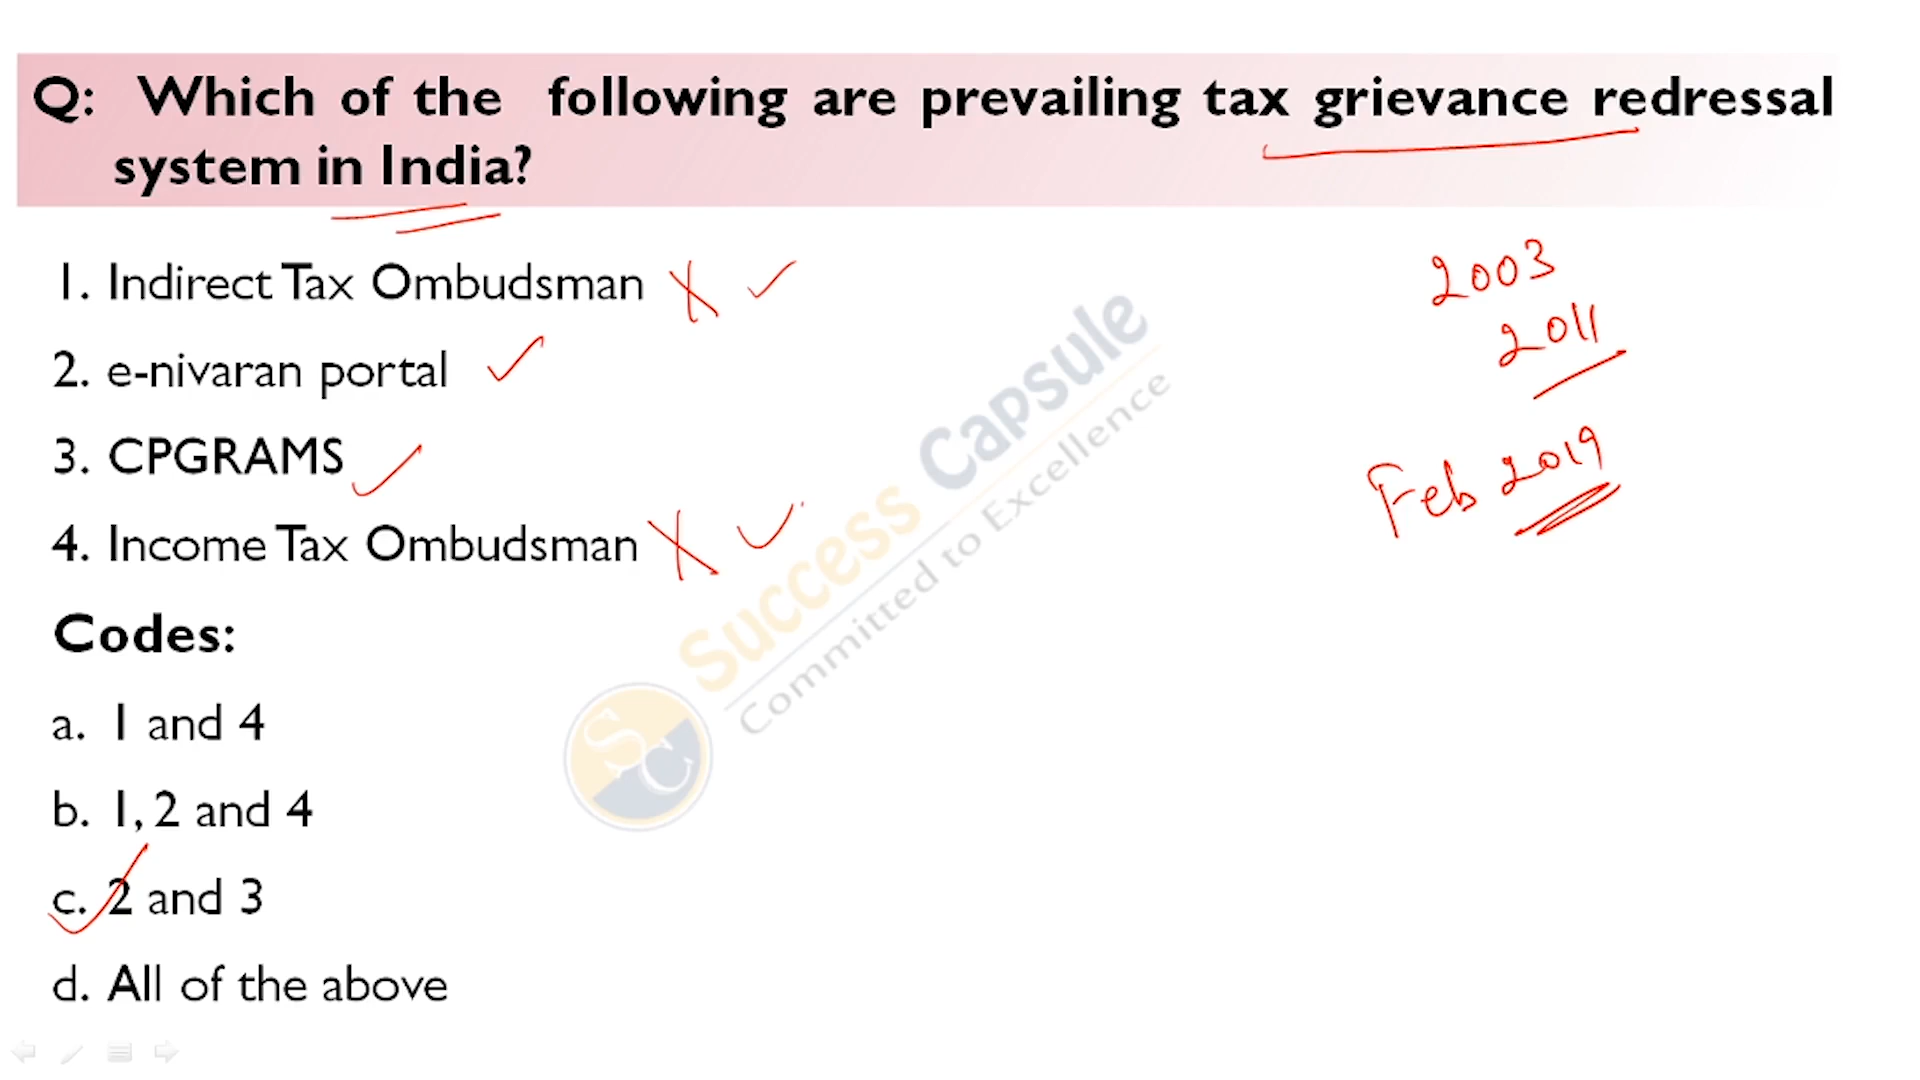 Q: Which of the following are prevailing tax grievance redressal
system in India?
1. Indirect Tax Ombudsman
2003
2011
2. e-nivaran portal
3. CPGRAMS
Feb 2019
4. Income Tax Ombudsman
Codes:
a. 1 and 4
b. 1, 2 and 4
c. 2 and 3
d. All of the above
Success Capsule
Committed to Excellence
SC